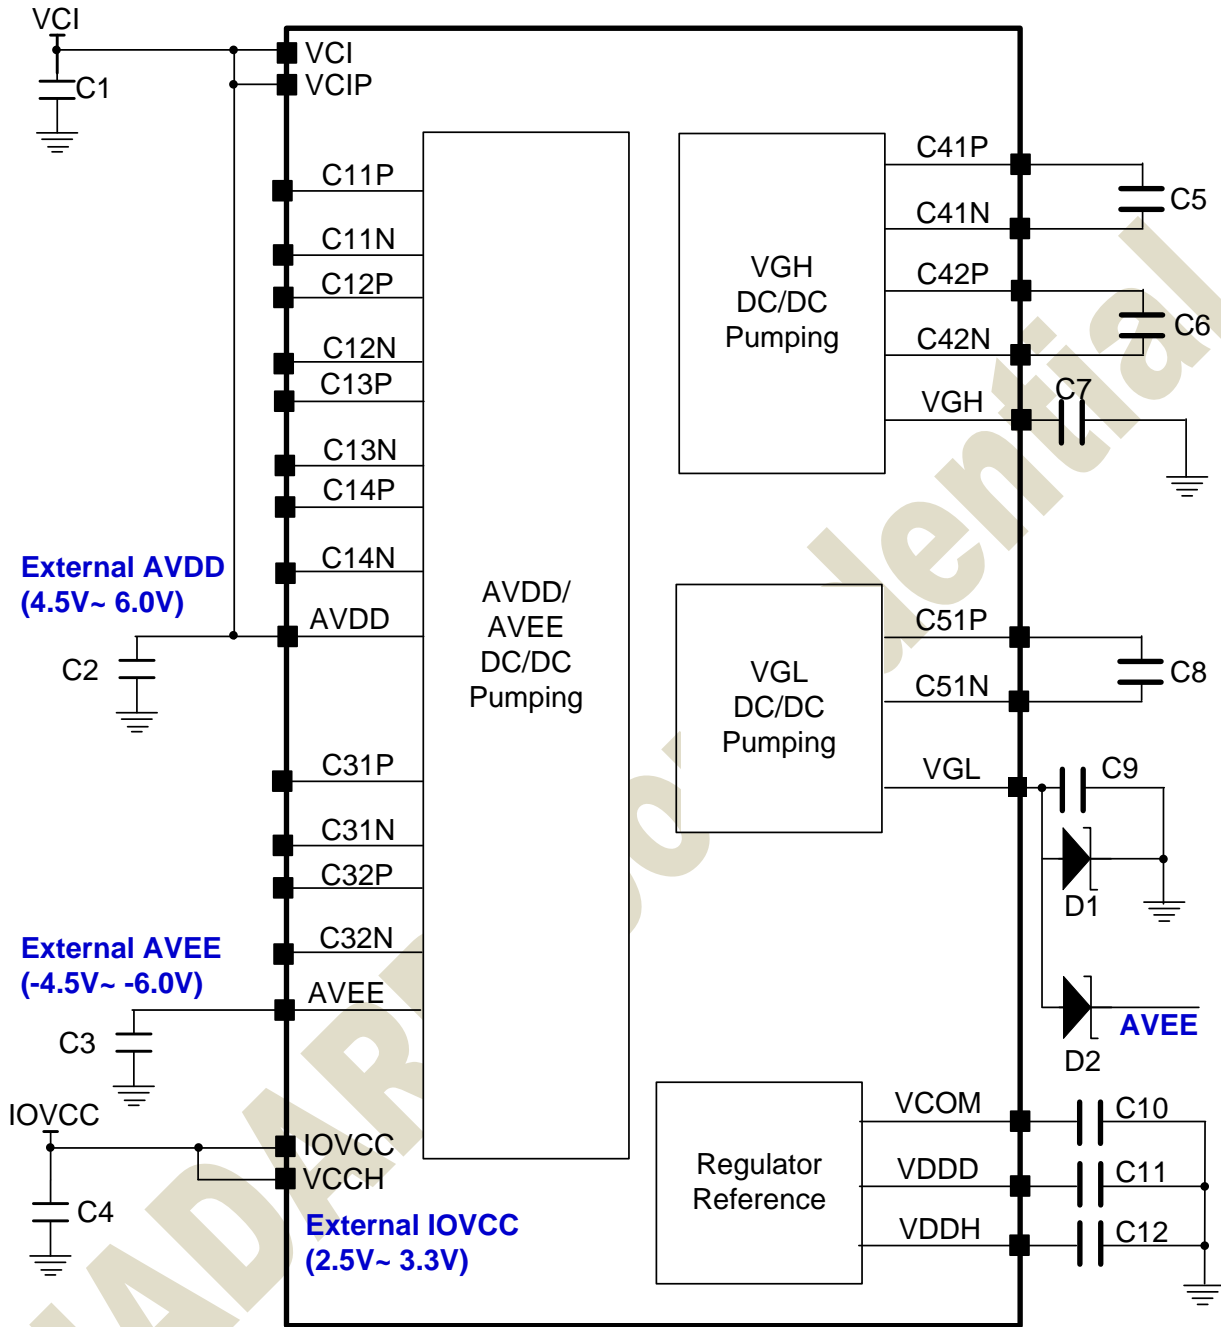 VCI
C1
VCI
VCIP
C11P
C11N
C12P
C12N
C13P
C13N
C14P
C14N
External AVDD
(4.5V~ 6.0V)
AVDD
C2
C31P
C31N
C32P
C32N
External AVEE
(-4.5V~ -6.0V)
AVEE
C3
IOVCC
IOVCC
VCCH
C4
External IOVCC
(2.5V~ 3.3V)
AVDD/
AVEE
DC/DC
Pumping
VGH
DC/DC
Pumping
C41P
C41N
C42P
C42N
VGH
C5
C6
C7
VGL
DC/DC
Pumping
C51P
C51N
VGL
C8
C9
D1
D2
AVEE
Regulator
Reference
VCOM
VDDD
VDDH
C10
C11
C12